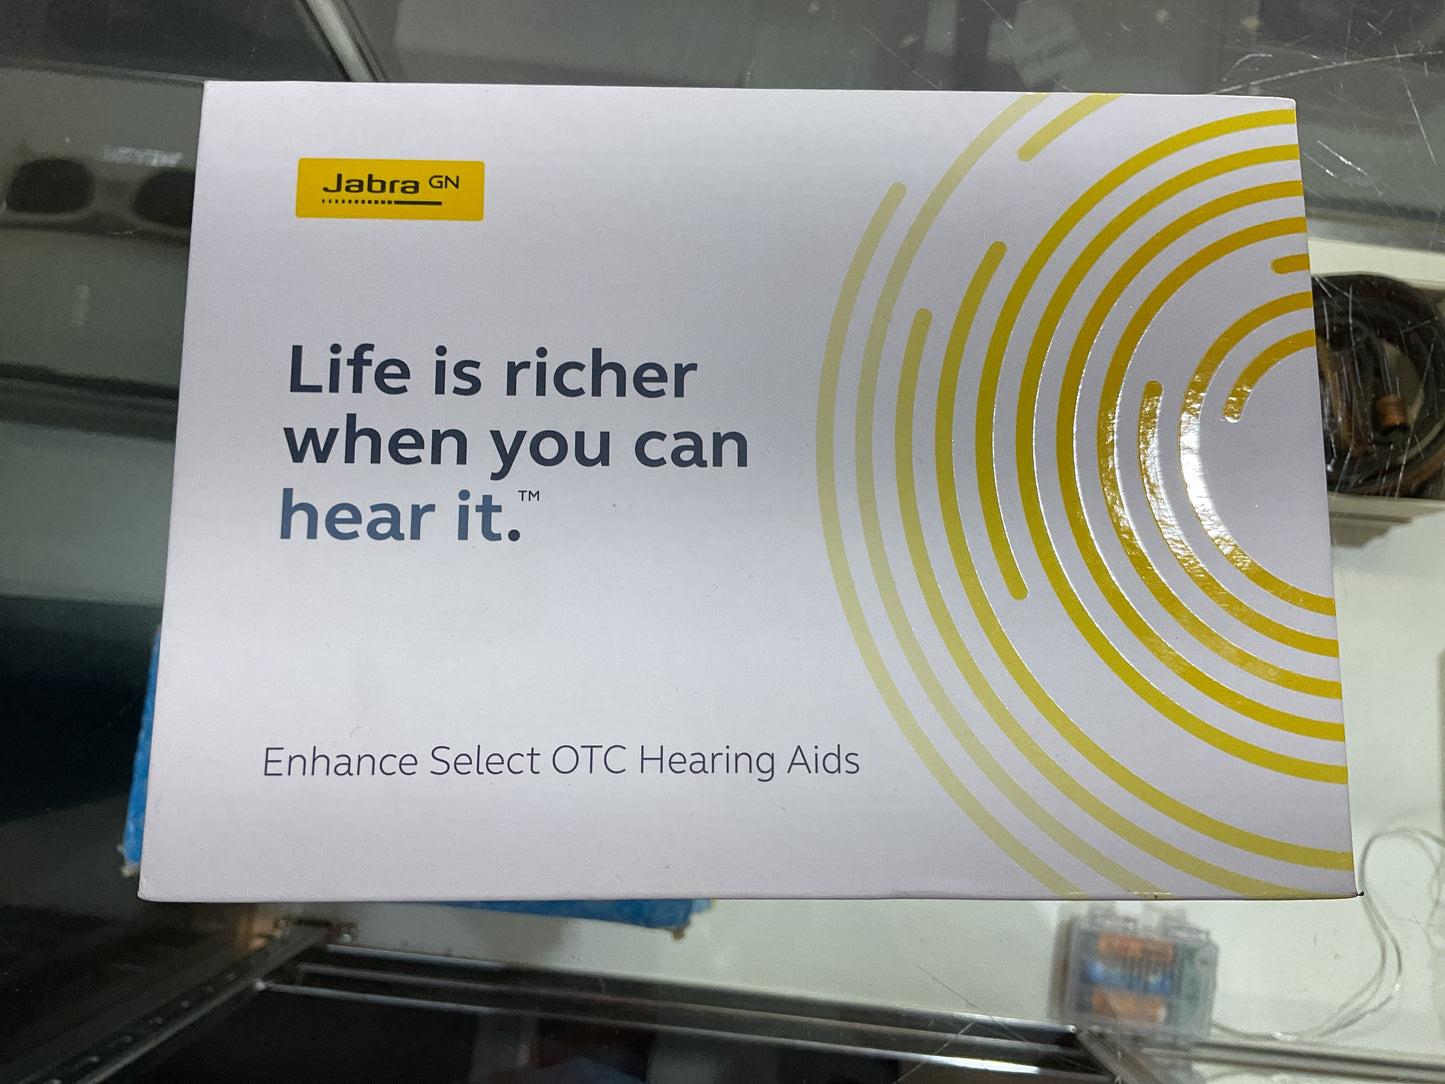 Jabra GN
Life is richer
when you can
hear it.™
Enhance Select OTC Hearing Aids